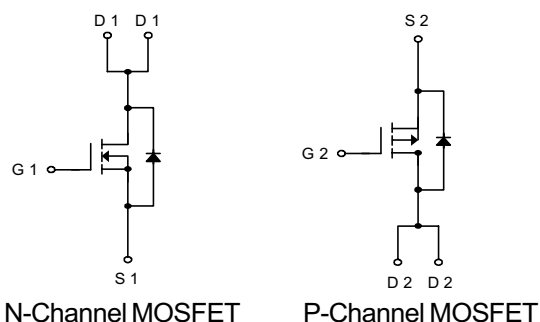 D 1 D 1
G 1
S 1
N-Channel MOSFET
S 2
G 2
D 2 D 2
P-Channel MOSFET